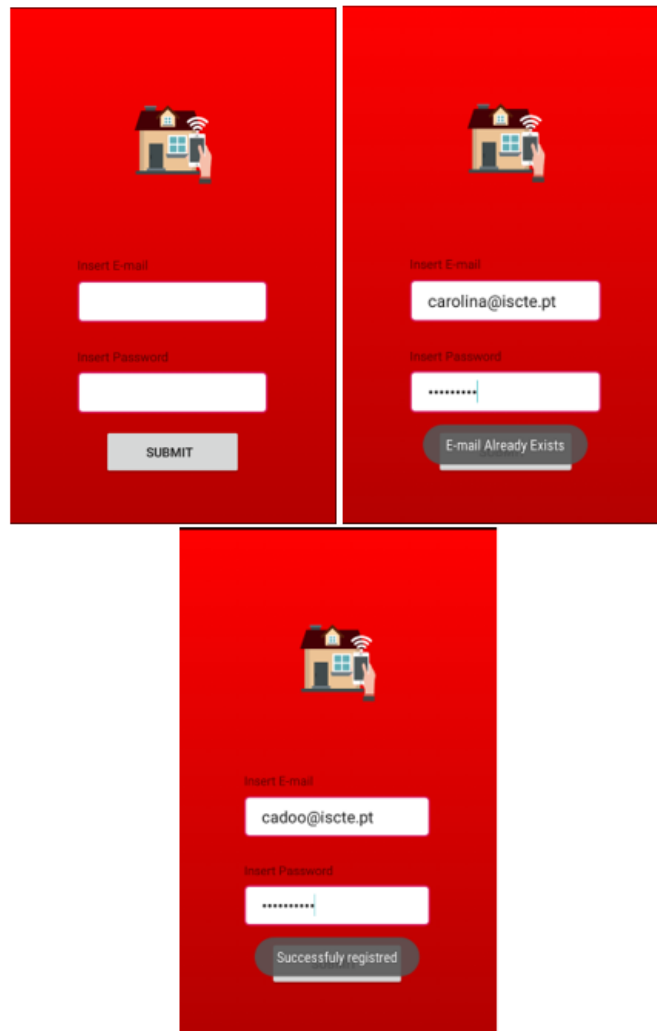 Insert E-mail
Insert Password
SUBMIT
Insert E-mail
carolina@iscte.pt
Insert Password
•••••••••
E-mail Already Exists
Insert E-mail
cadoo@iscte.pt
Insert Password
••••••••••
Successfuly registred